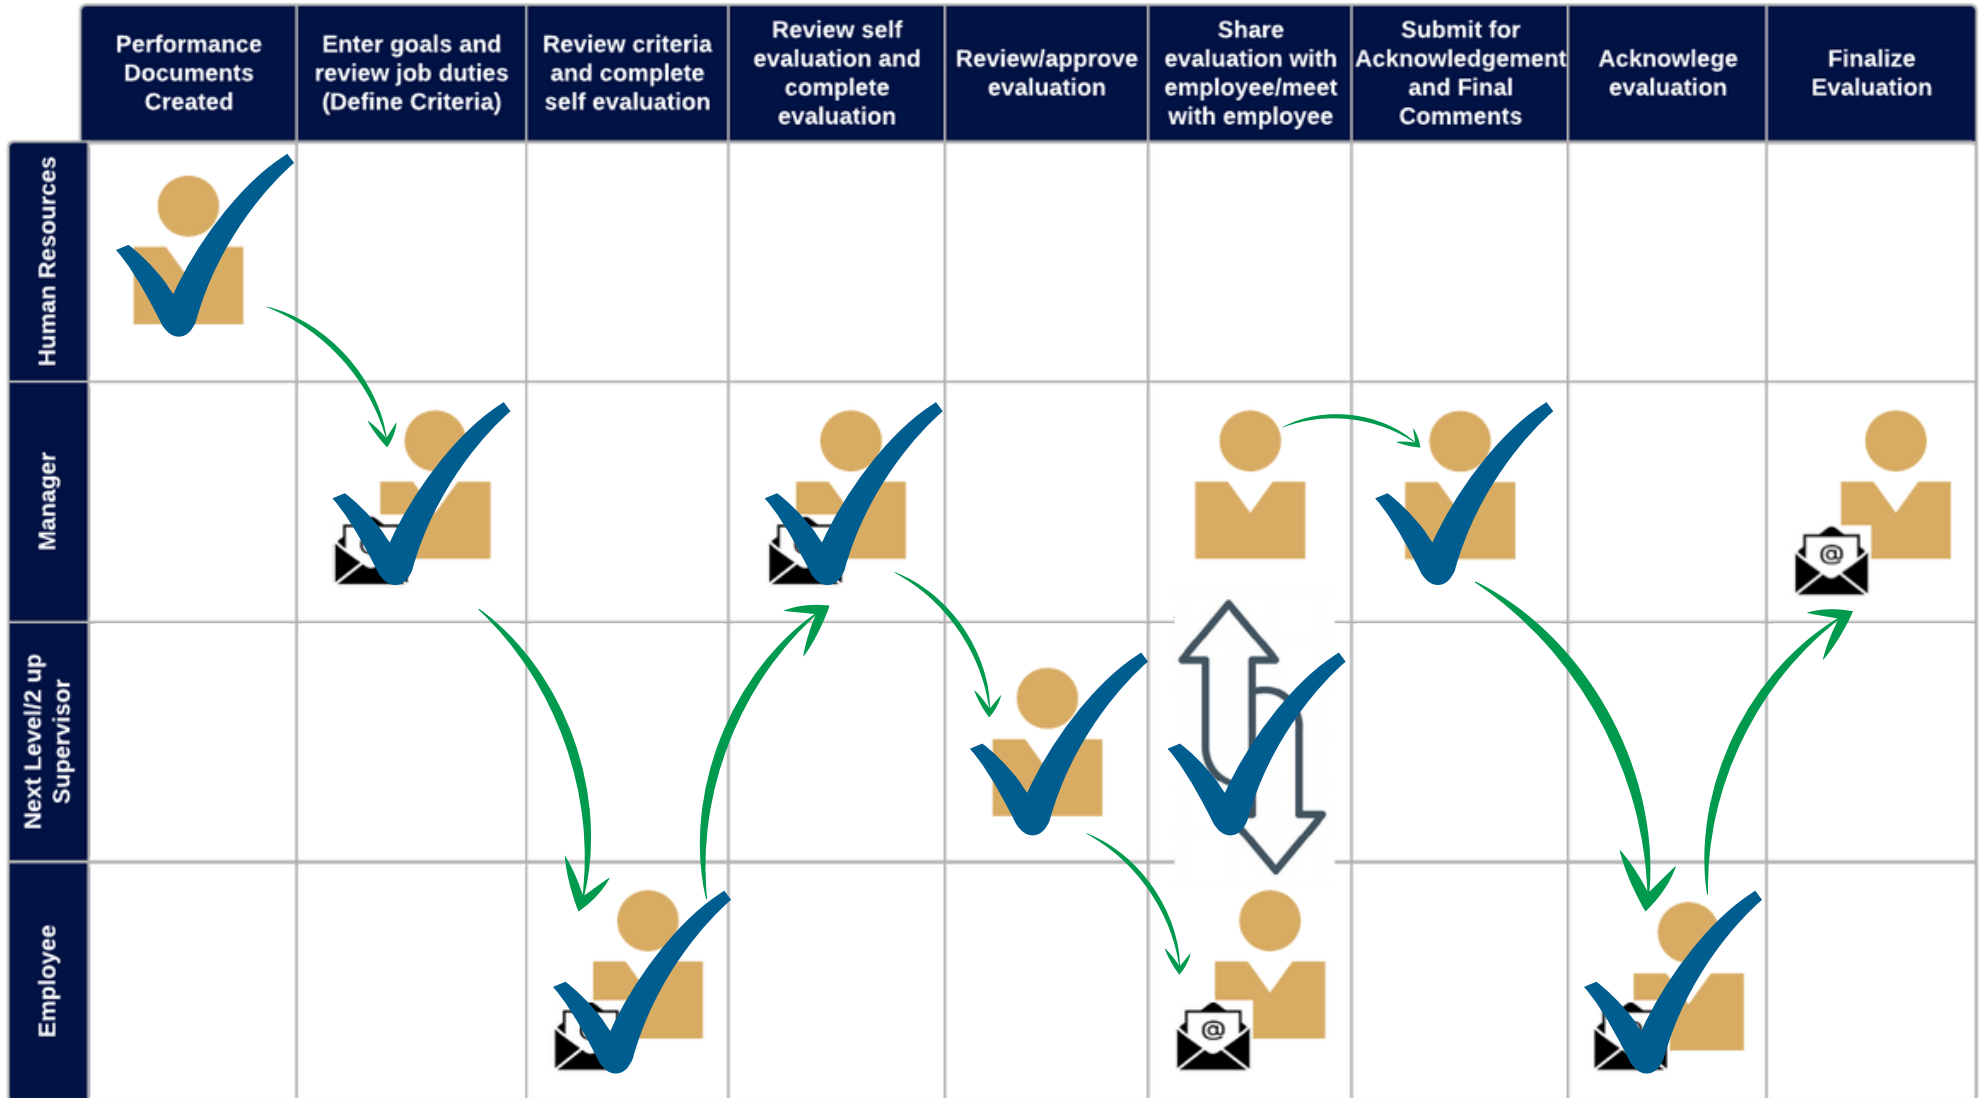 Performance
Documents
Created
Enter goals and
review job duties
(Define Criteria)
Review criteria
and complete
self evaluation
Review self
evaluation and
complete
evaluation
Review/approve
evaluation
Share
evaluation with
employee/meet
with employee
Submit for
Acknowledgement
and Final
Comments
Acknowlege
evaluation
Finalize
Evaluation
Human Resources
Manager
@
Next Level/2 up
Supervisor
Employee
@